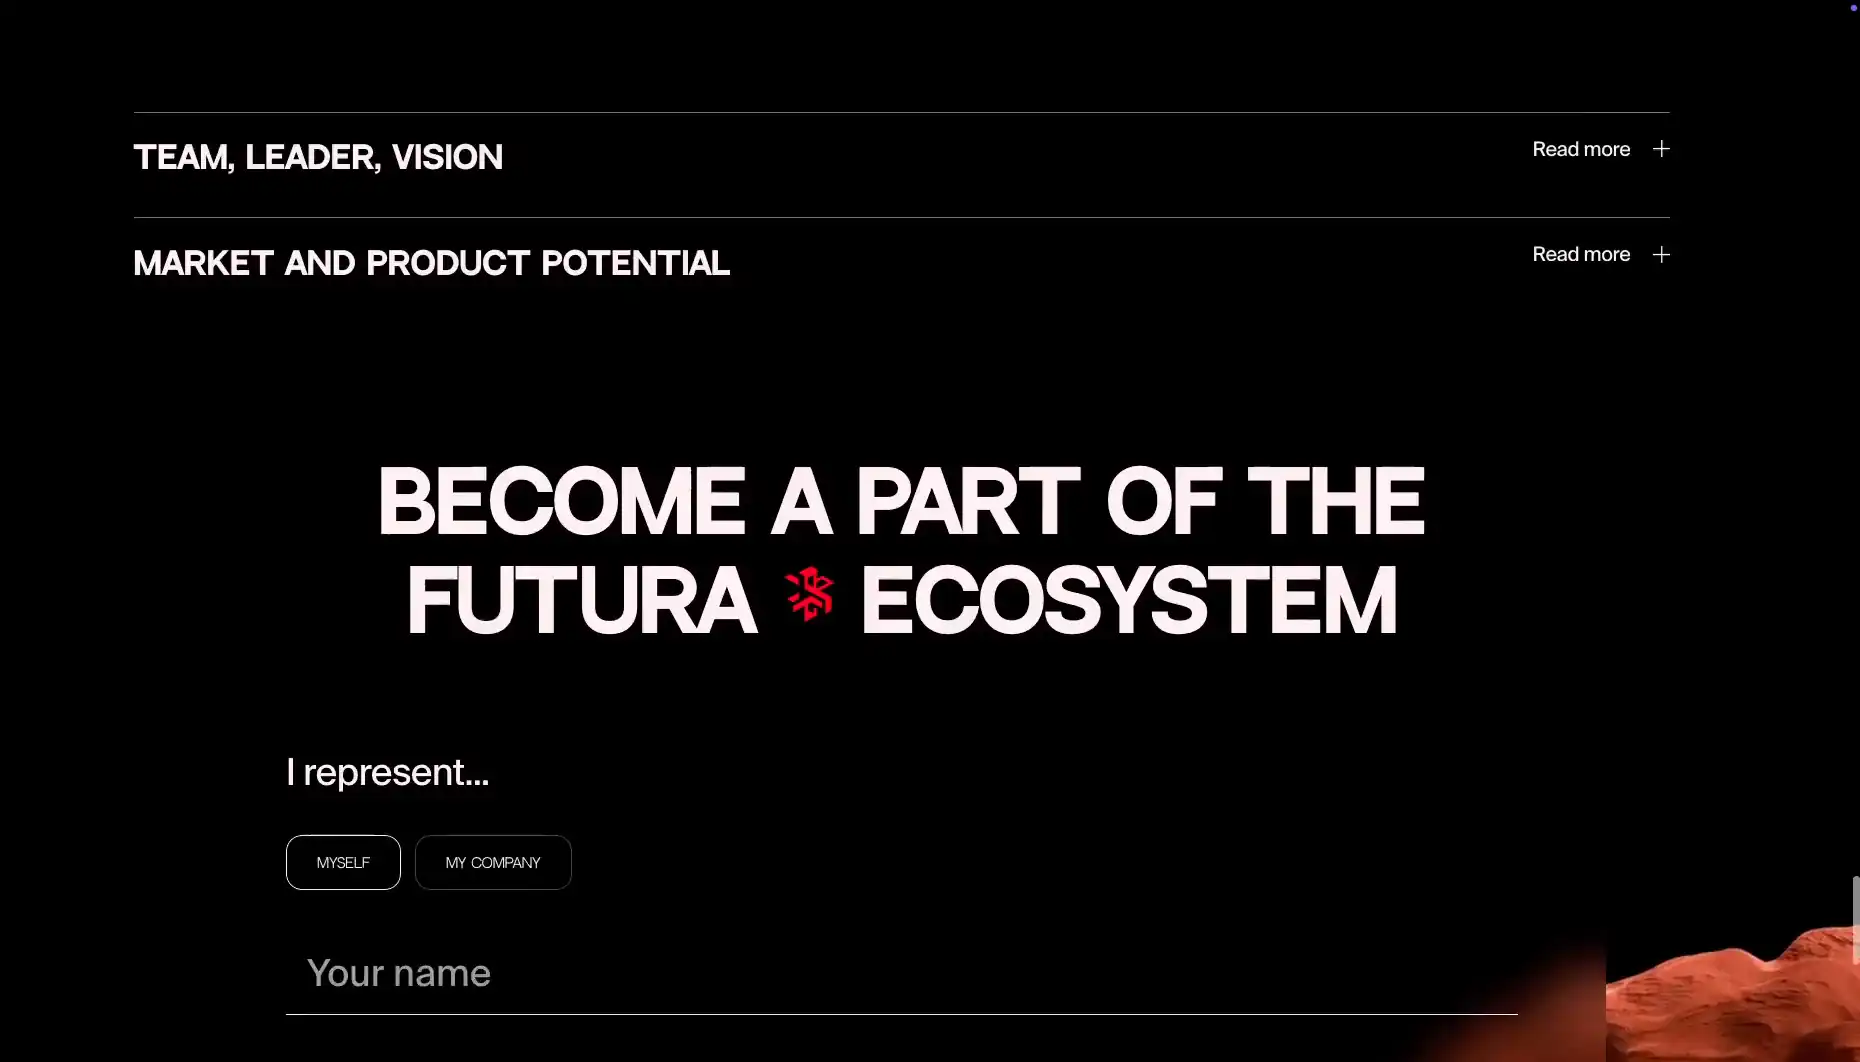 TEAM, LEADER, VISION
Read more
MARKET AND PRODUCT POTENTIAL
Read more
BECOME A PART OF THE
FUTURA ECOSYSTEM
I represent...
MYSELF
MY COMPANY
Your name